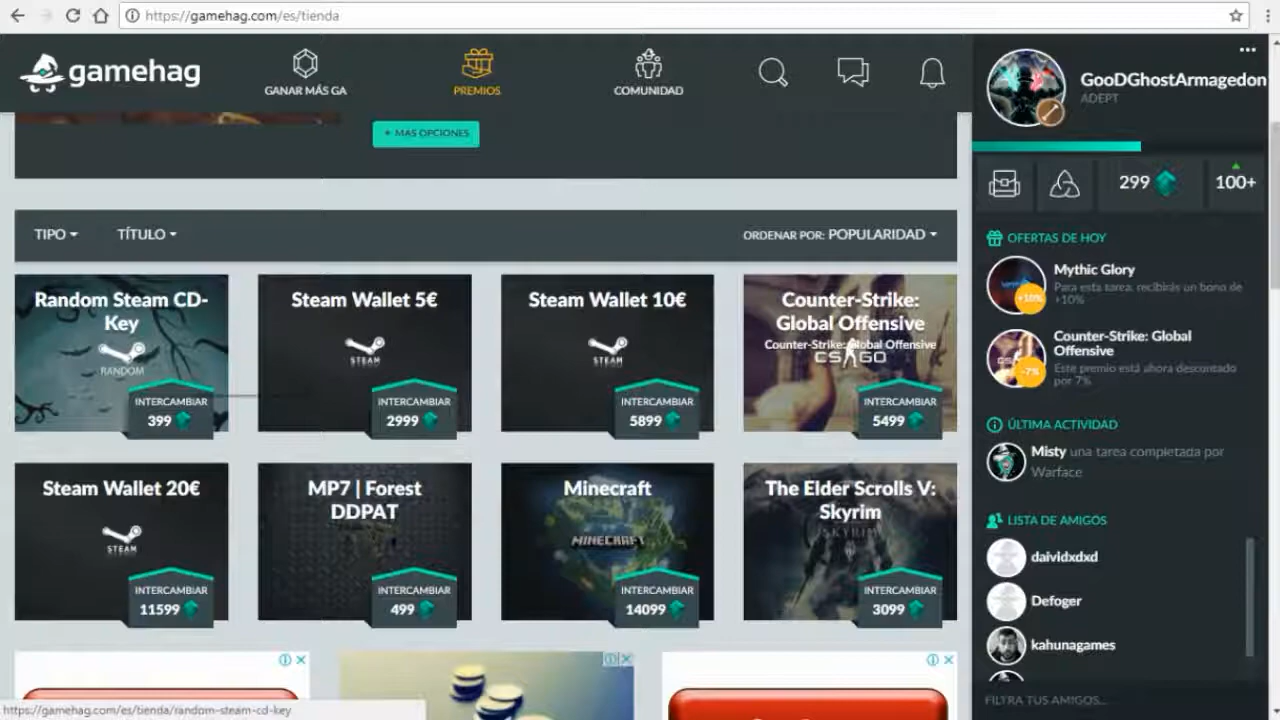 https://gamehag.com/es/tienda
gamehag
GANAR MÁS GA
PREMIOS
COMUNIDAD
GooDGhostArmagedon
ADEPT
+ MAS OPCIONES
299
100+
TIPO
TÍTULO
ORDENAR POR: POPULARIDAD
Random Steam CD-
Key
RANDOM
INTERCAMBIAR
399
Steam Wallet 5€
STEAM
INTERCAMBIAR
2999
Steam Wallet 10€
STEAM
INTERCAMBIAR
5899
Counter-Strike:
Global Offensive
Counter-Strike: Global Offensive
CS GO
INTERCAMBIAR
5499
Steam Wallet 20€
STEAM
INTERCAMBIAR
11599
MP7 | Forest
DDPAT
INTERCAMBIAR
499
Minecraft
MINECRAFT
INTERCAMBIAR
14099
The Elder Scrolls V:
Skyrim
SKYRIM
INTERCAMBIAR
3099
OFERTAS DE HOY
Mythic Glory
Para esta tarea, recibirás un bono de
+10%
+10%
Counter-Strike: Global
Offensive
Este premio está ahora descontado
por 7%
-7%
ÚLTIMA ACTIVIDAD
Misty una tarea completada por
Warface
LISTA DE AMIGOS
daividxdxd
Defoger
kahunagames
FILTRA TUS AMIGOS...
https://gamehag.com/es/tienda/random-steam-cd-key